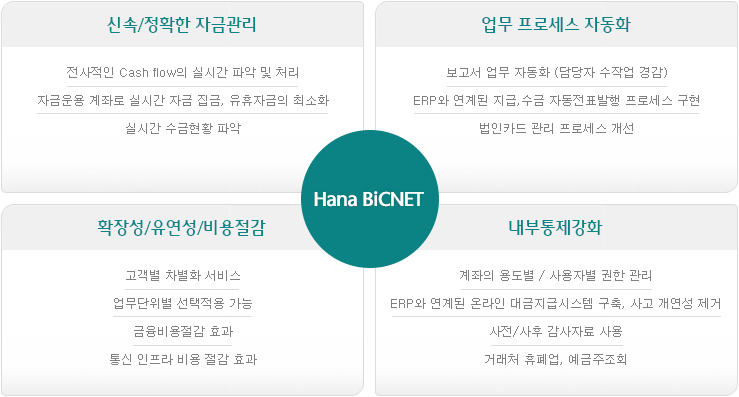 신속/정확한 자금관리
전사적인 Cash flow의 실시간 파악 및 처리
자금운용 계좌로 실시간 자금 집금, 유휴자금의 최소화
실시간 수금현황 파악
업무 프로세스 자동화
보고서 업무 자동화 (담당자 수작업 경감)
ERP와 연계된 지급,수금 자동전표발행 프로세스 구현
법인카드 관리 프로세스 개선
Hana BiCNET
확장성/유연성/비용절감
고객별 차별화 서비스
업무단위별 선택적용 가능
금융비용절감 효과
통신 인프라 비용 절감 효과
내부통제강화
계좌의 용도별 / 사용자별 권한 관리
ERP와 연계된 온라인 대금지급시스템 구축, 사고 개연성 제거
사전/사후 감사자료 사용
거래처 휴폐업, 예금주조회